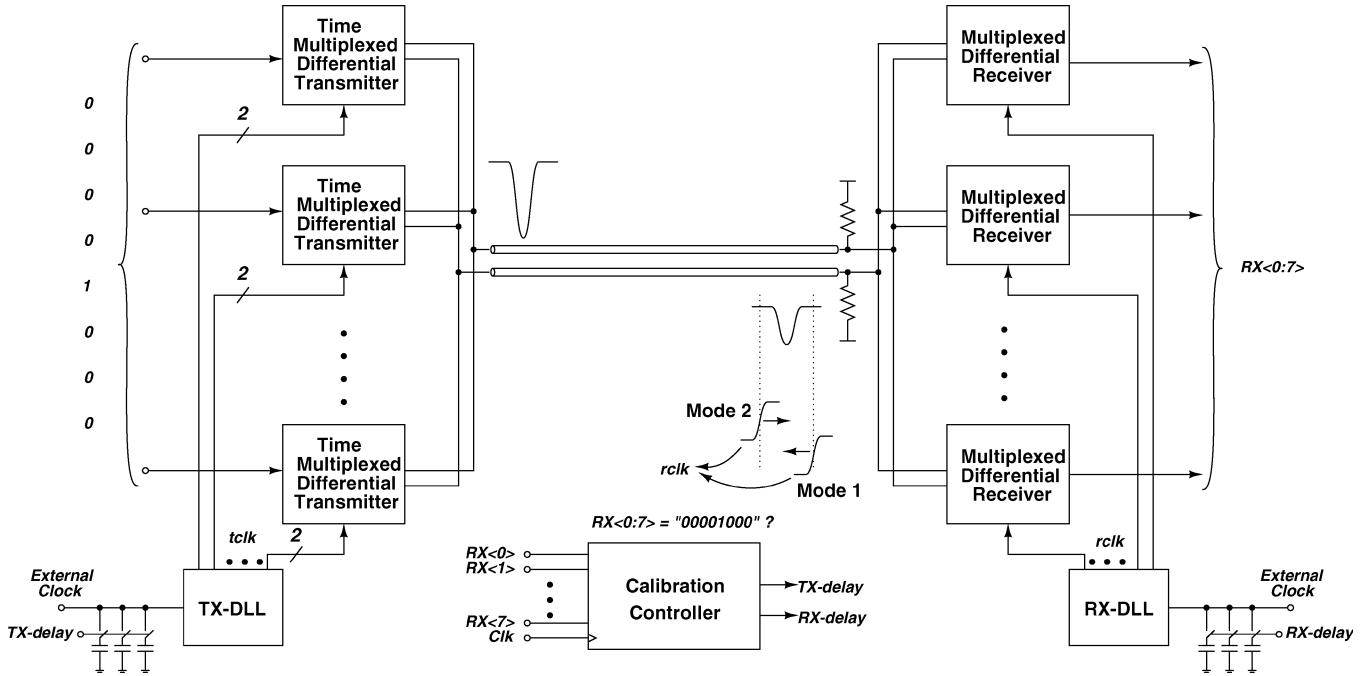 Time
Multiplexed
Differential
Transmitter
Multiplexed
Differential
Receiver
0
0
0
0
1
0
0
0
2
Time
Multiplexed
Differential
Transmitter
Multiplexed
Differential
Receiver
2
RX<0:7>
Mode 2
rclk
Mode 1
Time
Multiplexed
Differential
Transmitter
Multiplexed
Differential
Receiver
tclk
2
RX<0:7> = "00001000" ?
rclk
External
Clock
TX-DLL
TX-delay
RX<0>
RX<1>
RX<7>
Clk
Calibration
Controller
TX-delay
RX-delay
RX-DLL
External
Clock
RX-delay